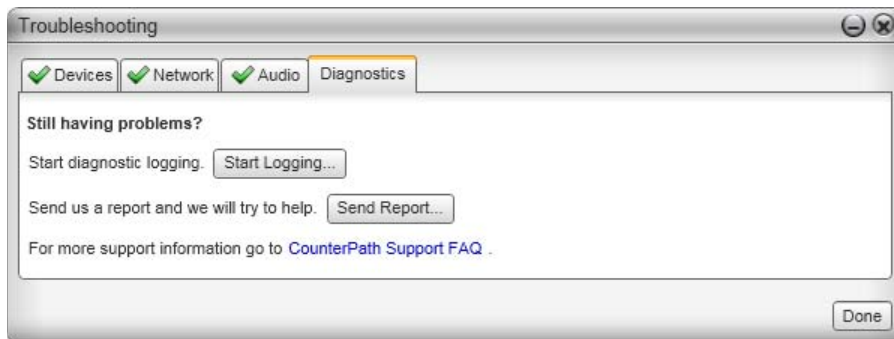 Troubleshooting
Devices Network Audio Diagnostics
Still having problems?
Start diagnostic logging. Start Logging...
Send us a report and we will try to help. Send Report...
For more support information go to CounterPath Support FAQ .
Done